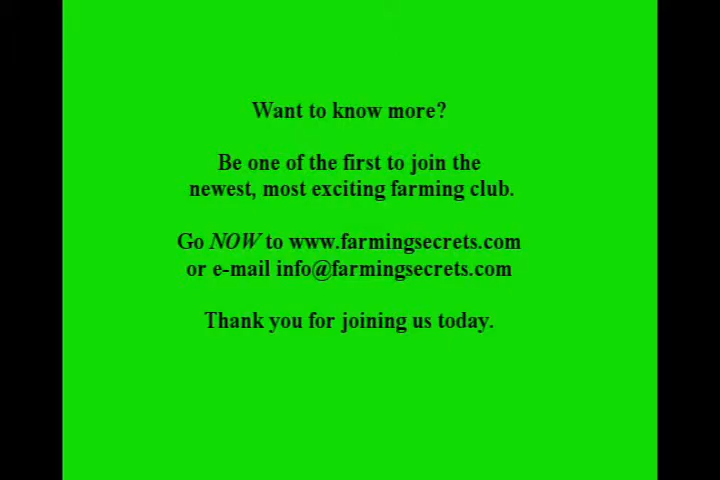 Want to know more?
Be one of the first to join the
newest, most exciting farming club.
Go NOW to www.farmingsecrets.com
or e-mail info@farmingsecrets.com
Thank you for joining us today.